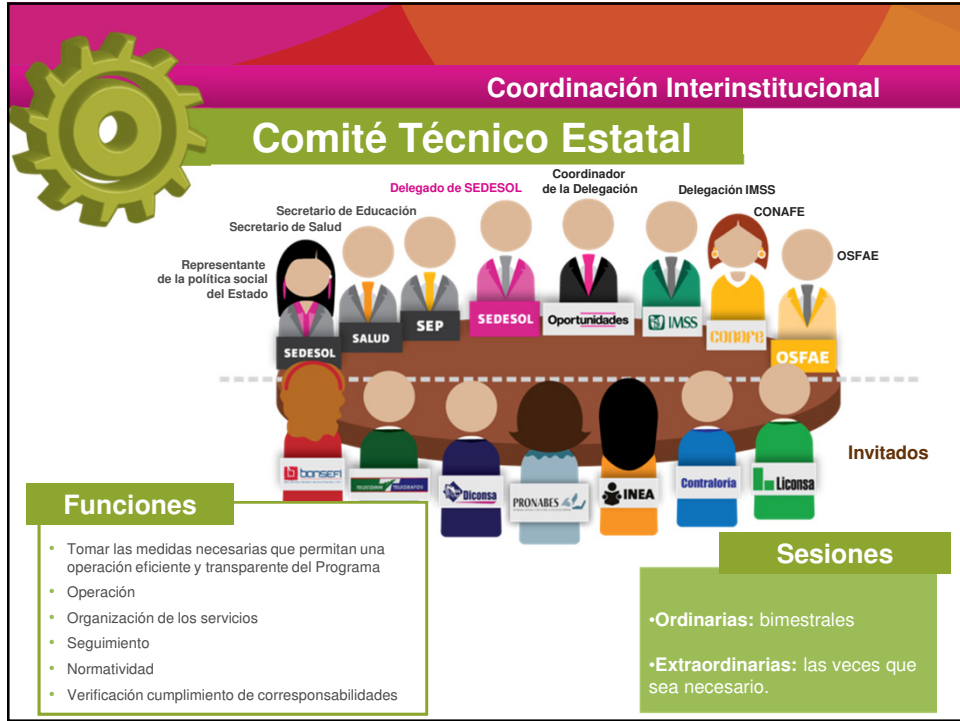 Coordinación Interinstitucional
Comité Técnico Estatal
Delegado de SEDESOL
Coordinador
de la Delegación
Delegación IMSS
CONAFE
OSFAE
Secretario de Educación
Secretario de Salud
Representante
de la política social
del Estado
SEDESOL
SALUD
SEP
SEDESOL
Oportunidades
IMSS
conafe
OSFAE
Invitados
bansefi
TELECOMM TELEGRAFOS
Diconsa
PRONABES
INEA
Contraloría
Liconsa
Funciones
• Tomar las medidas necesarias que permitan una
operación eficiente y transparente del Programa
• Operación
• Organización de los servicios
• Seguimiento
• Normatividad
• Verificación cumplimiento de corresponsabilidades
Sesiones
•Ordinarias: bimestrales
•Extraordinarias: las veces que
sea necesario.